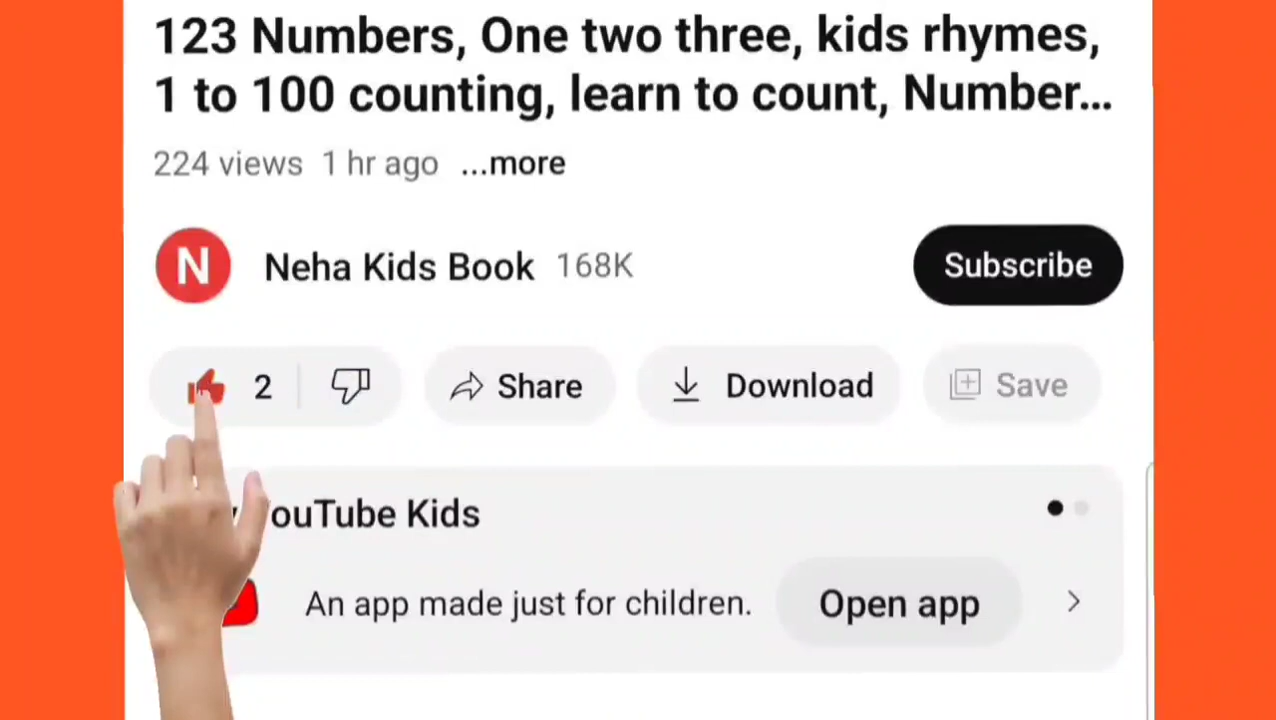 123 Numbers, One two three, kids rhymes,
1 to 100 counting, learn to count, Number...
224 views 1 hr ago ...more
N Neha Kids Book 168K Subscribe
2 Share Download Save
YouTube Kids
An app made just for children. Open app